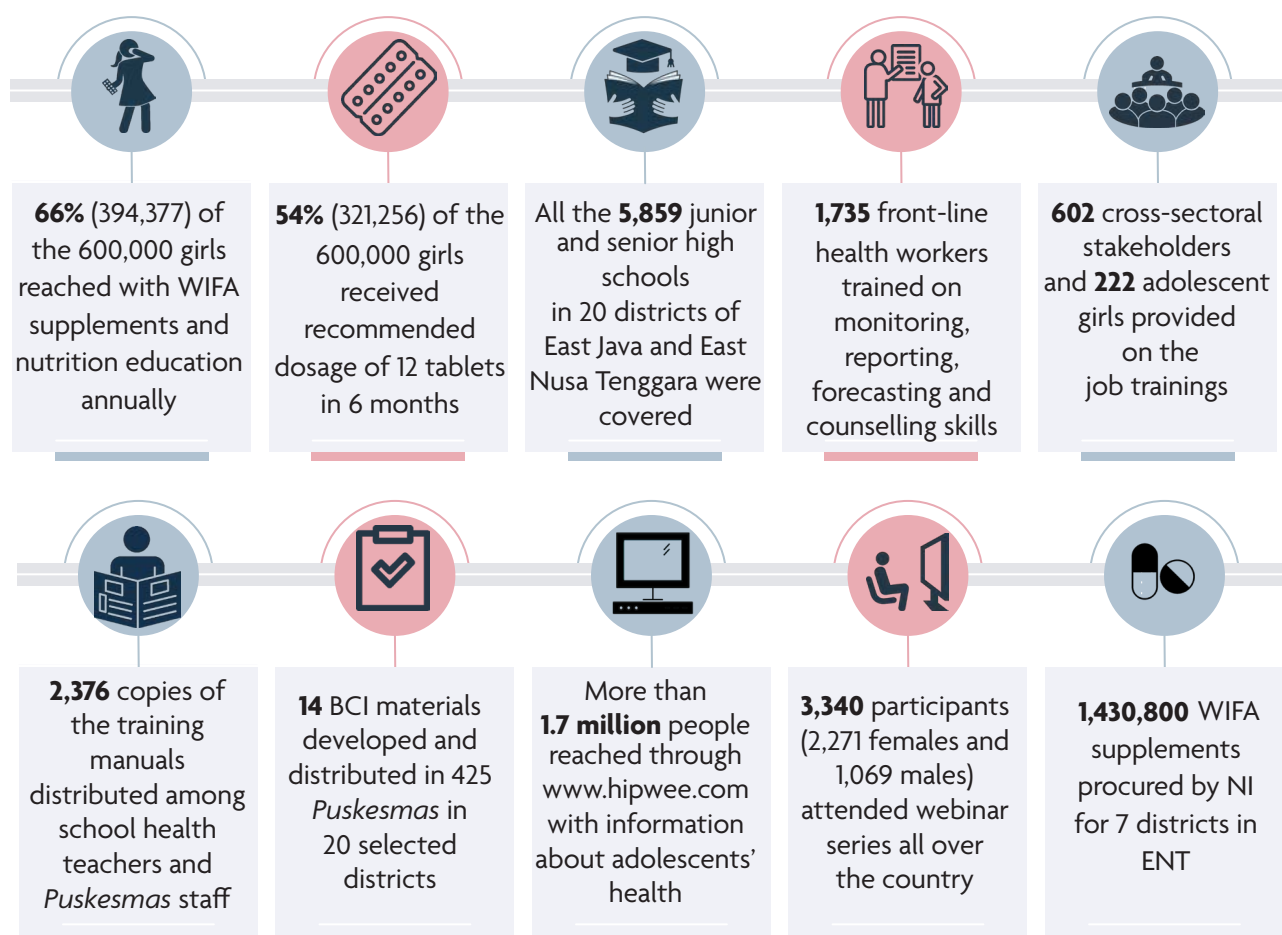 66% (394,377) of
the 600,000 girls
reached with WIFA
supplements and
nutrition education
annually
54% (321,256) of the
600,000 girls
received
recommended
dosage of 12 tablets
in 6 months
All the 5,859 junior
and senior high
schools
in 20 districts of
East Java and East
Nusa Tenggara were
covered
1,735 front-line
health workers
trained on
monitoring,
reporting,
forecasting and
counselling skills
602 cross-sectoral
stakeholders
and 222 adolescent
girls provided
on the
job trainings
2,376 copies of
the training
manuals
distributed among
school health
teachers and
Puskesmas staff
14 BCI materials
developed and
distributed in 425
Puskesmas in
20 selected
districts
More than
1.7 million people
reached through
www.hipwee.com
with information
about adolescents’
health
3,340 participants
(2,271 females and
1,069 males)
attended webinar
series all over
the country
1,430,800 WIFA
supplements
procured by NI
for 7 districts in
ENT